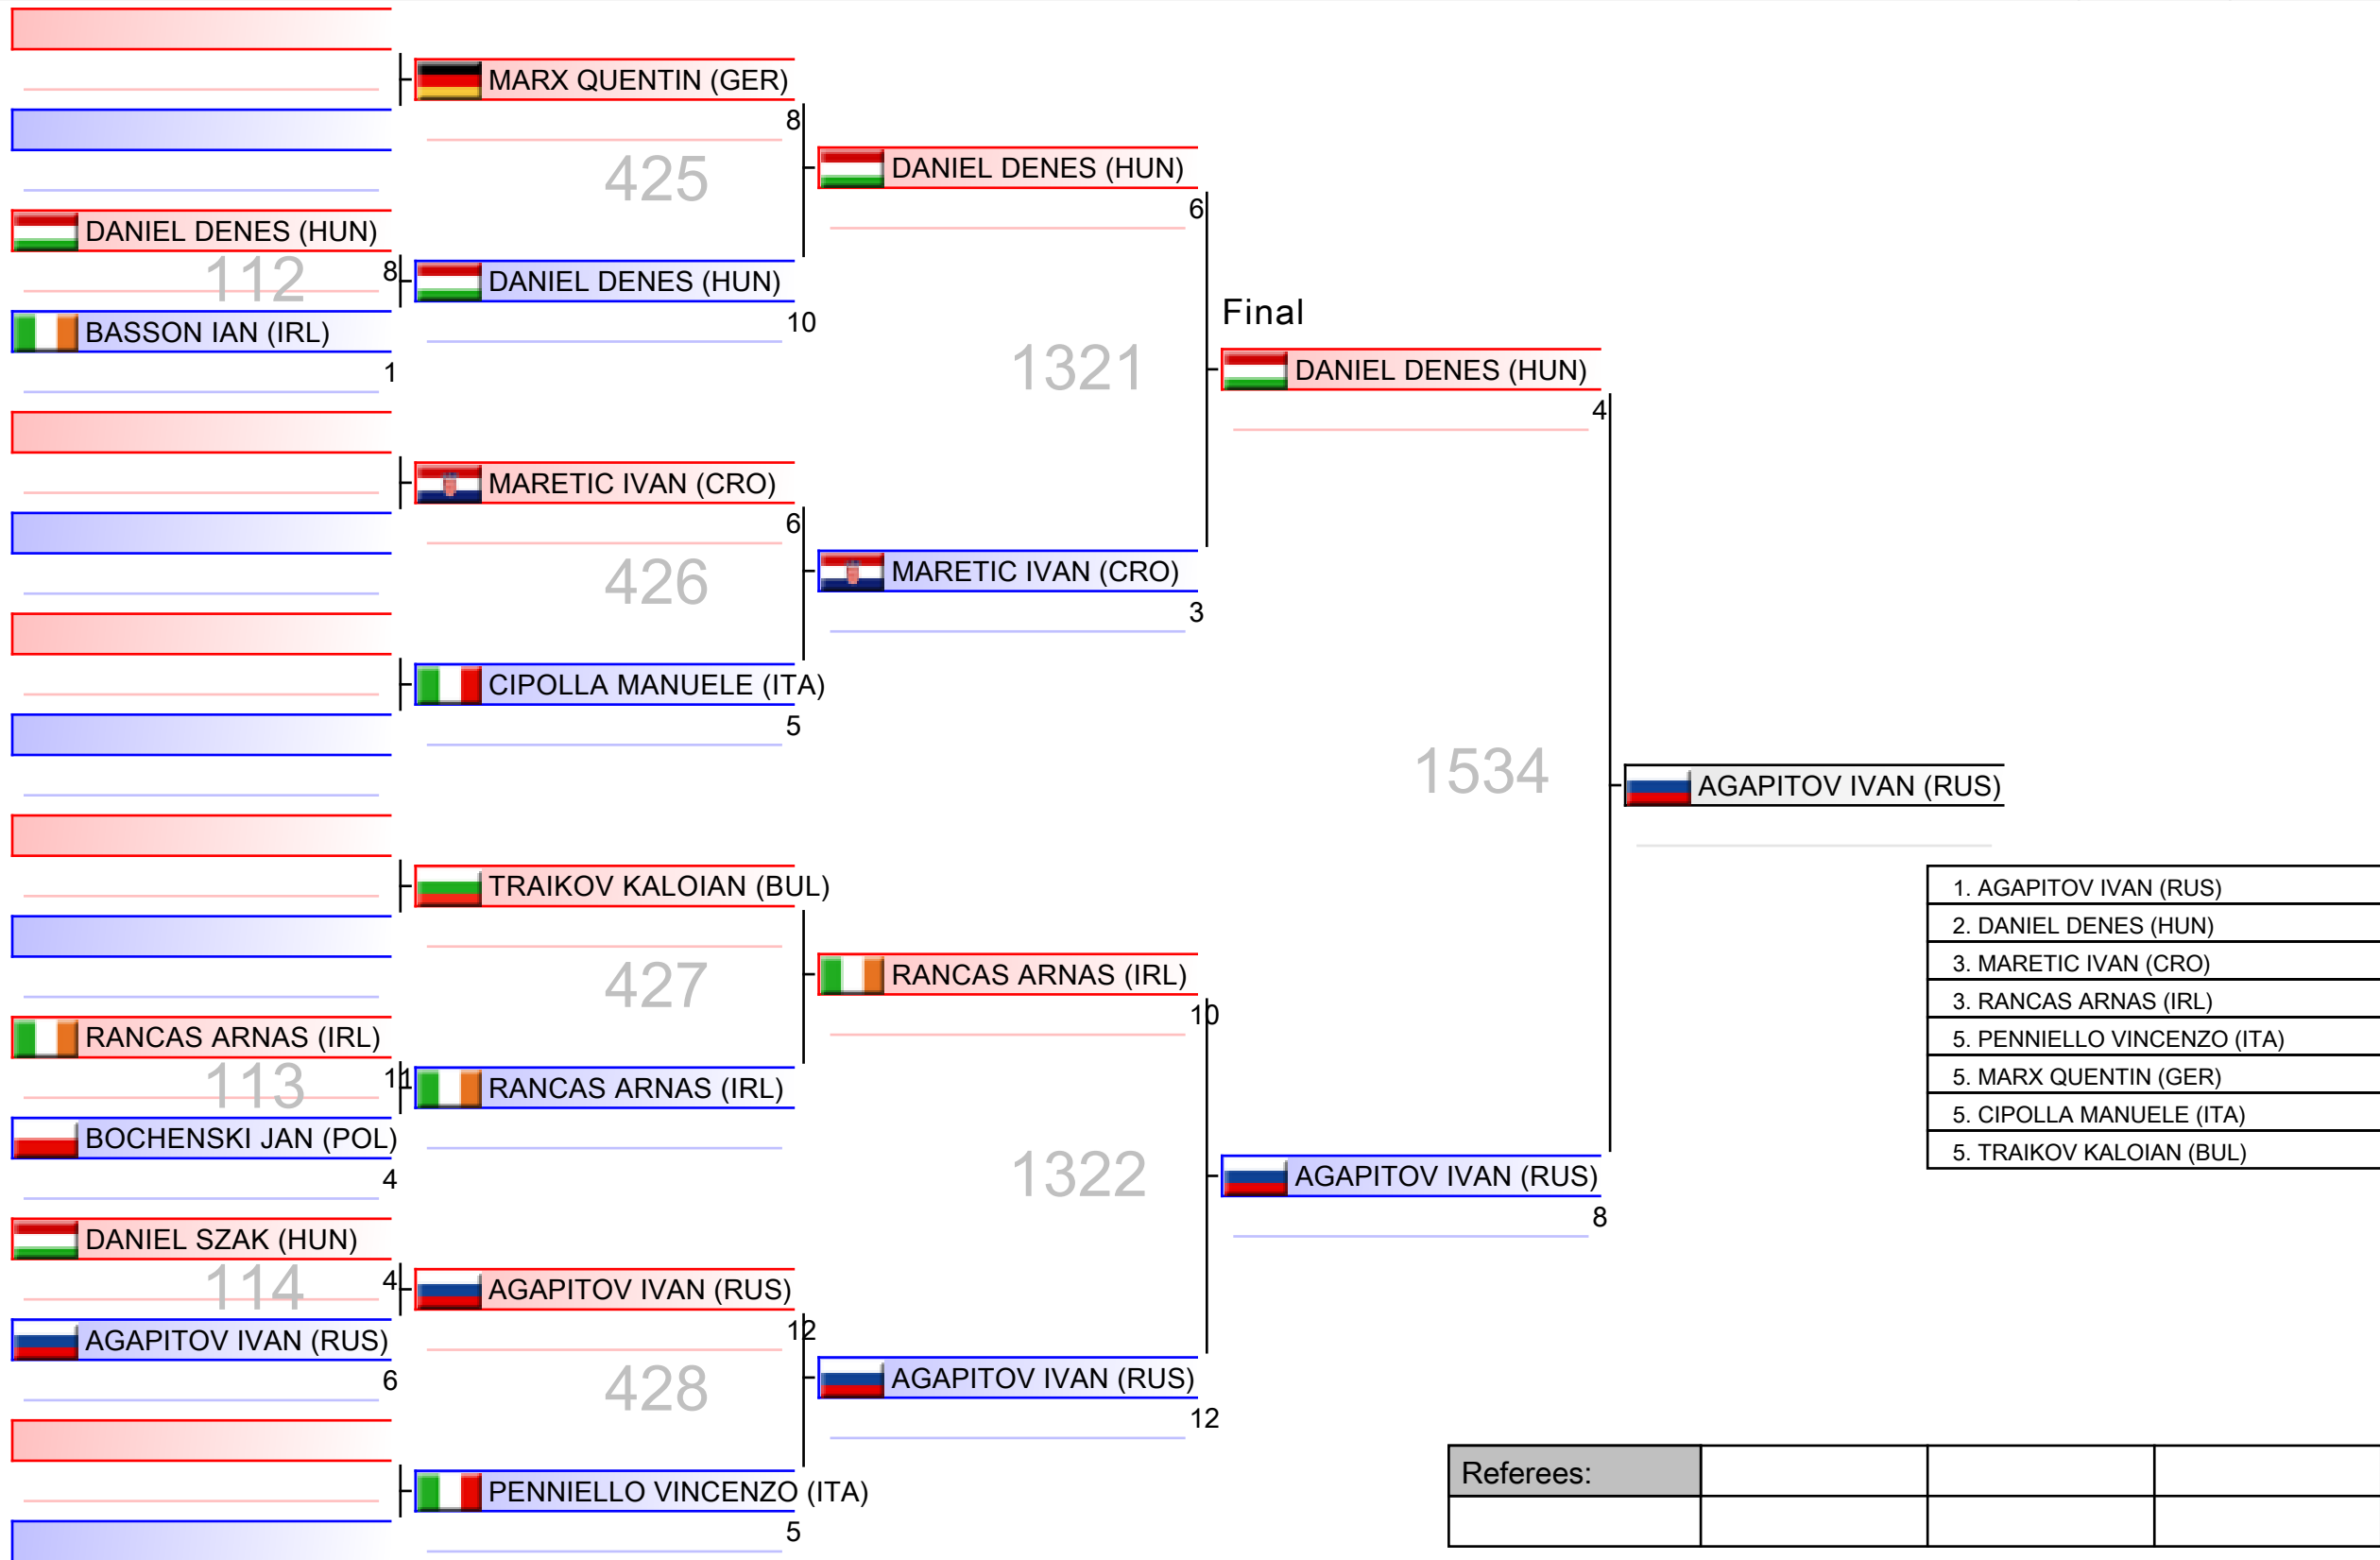 MARX QUENTIN (GER)
8
425
DANIEL DENES (HUN)
6
DANIEL DENES (HUN)
112
8
DANIEL DENES (HUN)
10
BASSON IAN (IRL)
1
Final
1321
DANIEL DENES (HUN)
4
MARETIC IVAN (CRO)
6
426
MARETIC IVAN (CRO)
3
CIPOLLA MANUELE (ITA)
5
1534
AGAPITOV IVAN (RUS)
TRAIKOV KALOIAN (BUL)
427
RANCAS ARNAS (IRL)
10
RANCAS ARNAS (IRL)
113
11
RANCAS ARNAS (IRL)
BOCHENSKI JAN (POL)
4
1322
AGAPITOV IVAN (RUS)
8
DANIEL SZAK (HUN)
114
4
AGAPITOV IVAN (RUS)
12
AGAPITOV IVAN (RUS)
6
428
AGAPITOV IVAN (RUS)
12
PENNIELLO VINCENZO (ITA)
5
1. AGAPITOV IVAN (RUS)
2. DANIEL DENES (HUN)
3. MARETIC IVAN (CRO)
3. RANCAS ARNAS (IRL)
5. PENNIELLO VINCENZO (ITA)
5. MARX QUENTIN (GER)
5. CIPOLLA MANUELE (ITA)
5. TRAIKOV KALOIAN (BUL)
Referees: